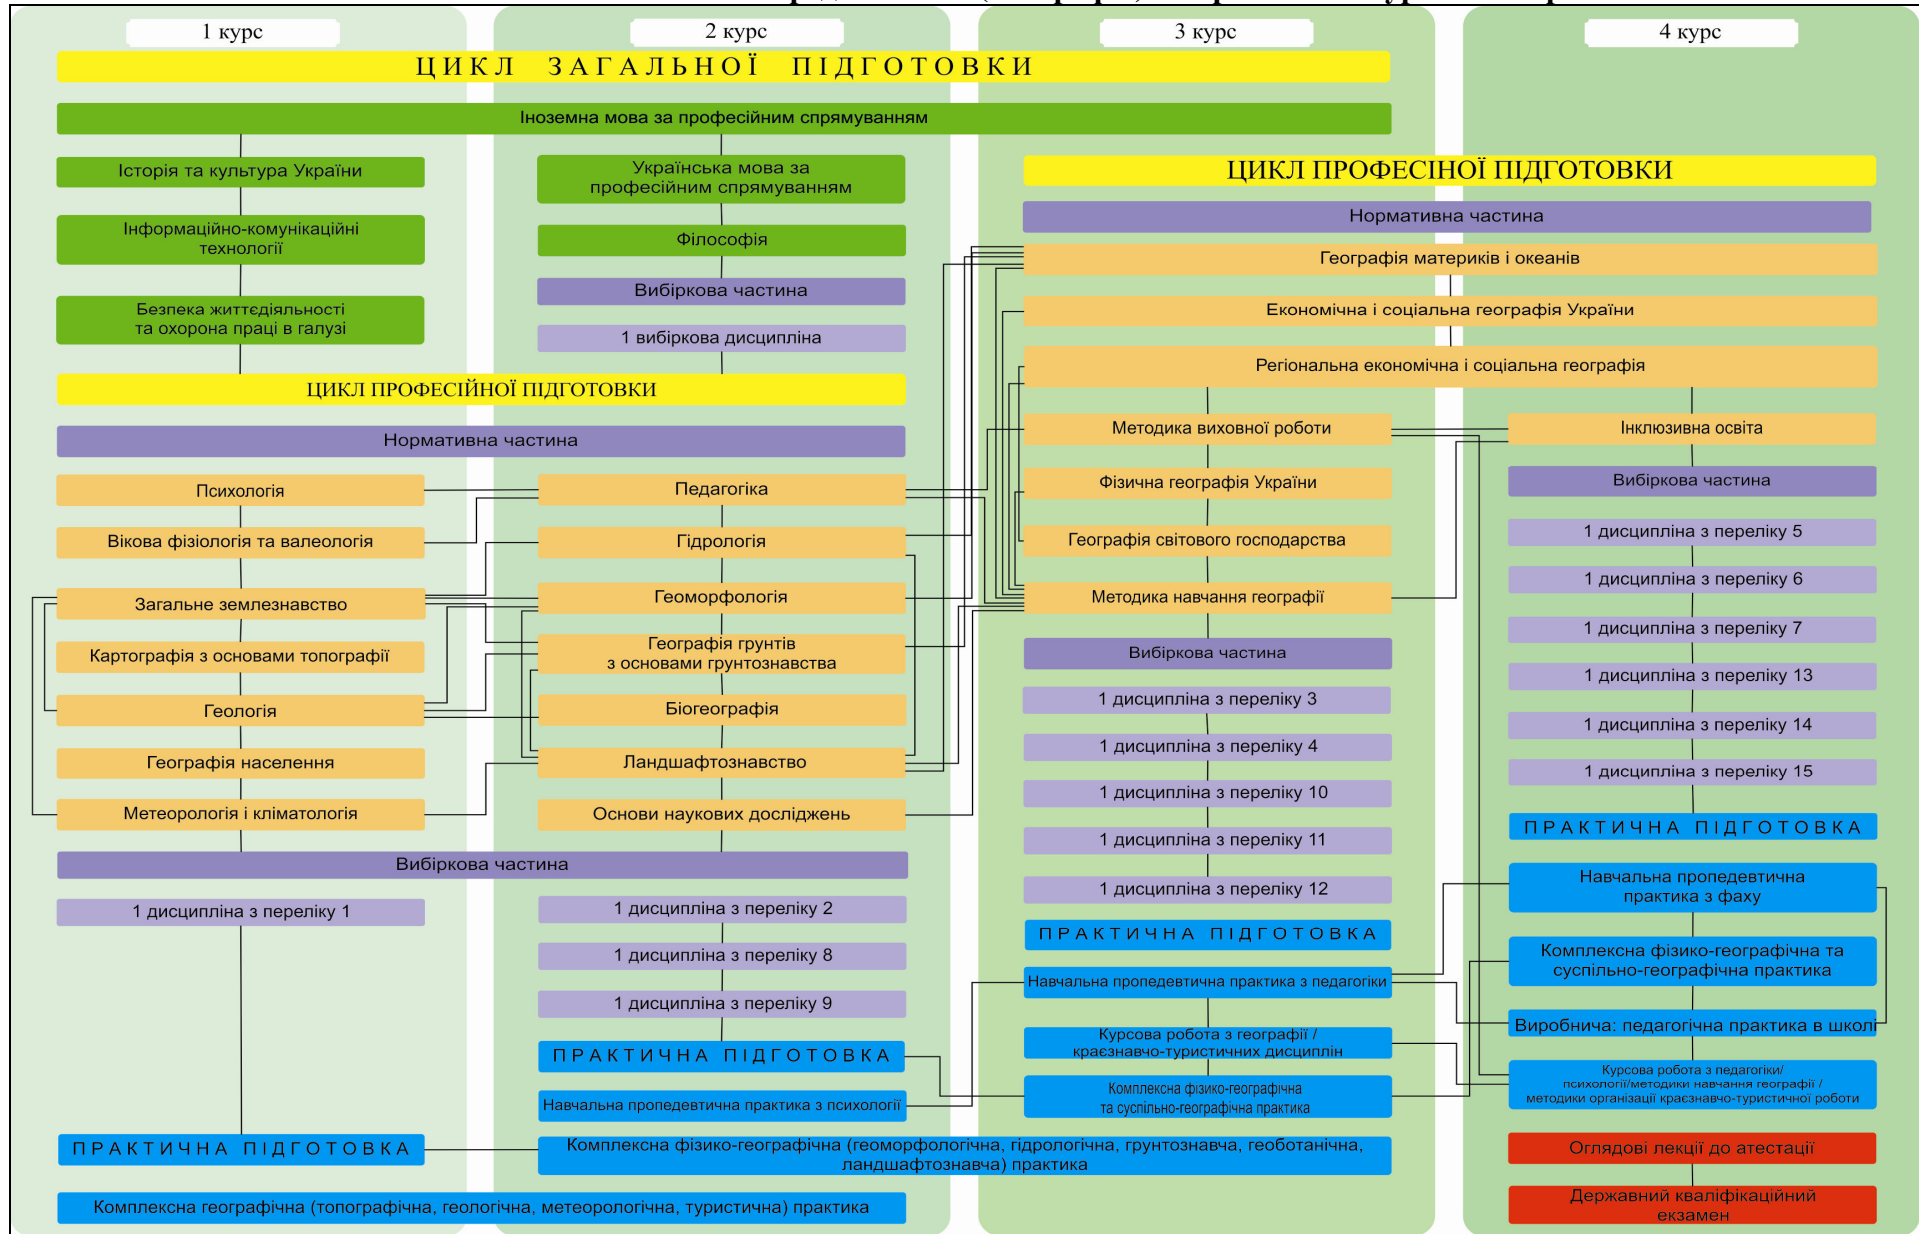 1 курс
2 курс
3 курс
4 курс
ЦИКЛ ЗАГАЛЬНОЇ ПІДГОТОВКИ
Іноземна мова за професійним спрямуванням
Історія та культура України
Інформаційно-комунікаційні
технології
Безпека життєдіяльності
та охорона праці в галузі
Українська мова за
професійним спрямуванням
Філософія
Вибіркова частина
1 вибіркова дисципліна
ЦИКЛ ПРОФЕСІЙНОЇ ПІДГОТОВКИ
Нормативна частина
Психологія
Вікова фізіологія та валеологія
Загальне землезнавство
Картографія з основами топографії
Геологія
Географія населення
Метеорологія і кліматологія
Педагогіка
Гідрологія
Геоморфологія
Географія грунтів
з основами грунтознавства
Біогеографія
Ландшафтознавство
Основи наукових досліджень
Вибіркова частина
1 дисципліна з переліку 1
1 дисципліна з переліку 2
1 дисципліна з переліку 8
1 дисципліна з переліку 9
ПРАКТИЧНА ПІДГОТОВКА
Навчальна пропедевтична практика з психології
ПРАКТИЧНА ПІДГОТОВКА
Комплексна фізико-географічна (геоморфологічна, гідрологічна, грунтознавча, геоботанічна,
ландшафтознавча) практика
Комплексна географічна (топографічна, геологічна, метеорологічна, туристична) практика
ЦИКЛ ПРОФЕСІНОЇ ПІДГОТОВКИ
Нормативна частина
Географія материків і океанів
Економічна і соціальна географія України
Регіональна економічна і соціальна географія
Методика виховної роботи
Фізична географія України
Географія світового господарства
Методика навчання географії
Вибіркова частина
1 дисципліна з переліку 3
1 дисципліна з переліку 4
1 дисципліна з переліку 10
1 дисципліна з переліку 11
1 дисципліна з переліку 12
ПРАКТИЧНА ПІДГОТОВКА
Навчальна пропедевтична практика з педагогіки
Курсова робота з географії /
краєзнавчо-туристичних дисциплін
Комплексна фізико-географічна
та суспільно-географічна практика
Інклюзивна освіта
Вибіркова частина
1 дисципліна з переліку 5
1 дисципліна з переліку 6
1 дисципліна з переліку 7
1 дисципліна з переліку 13
1 дисципліна з переліку 14
1 дисципліна з переліку 15
ПРАКТИЧНА ПІДГОТОВКА
Навчальна пропедевтична
практика з фаху
Комплексна фізико-географічна та
суспільно-географічна практика
Виробнича: педагогічна практика в школі
Курсова робота з педагогіки/
психології/методики навчання географії /
методики організації краєзнавчо-туристичної роботи
Оглядові лекції до атестації
Державний кваліфікаційний
екзамен